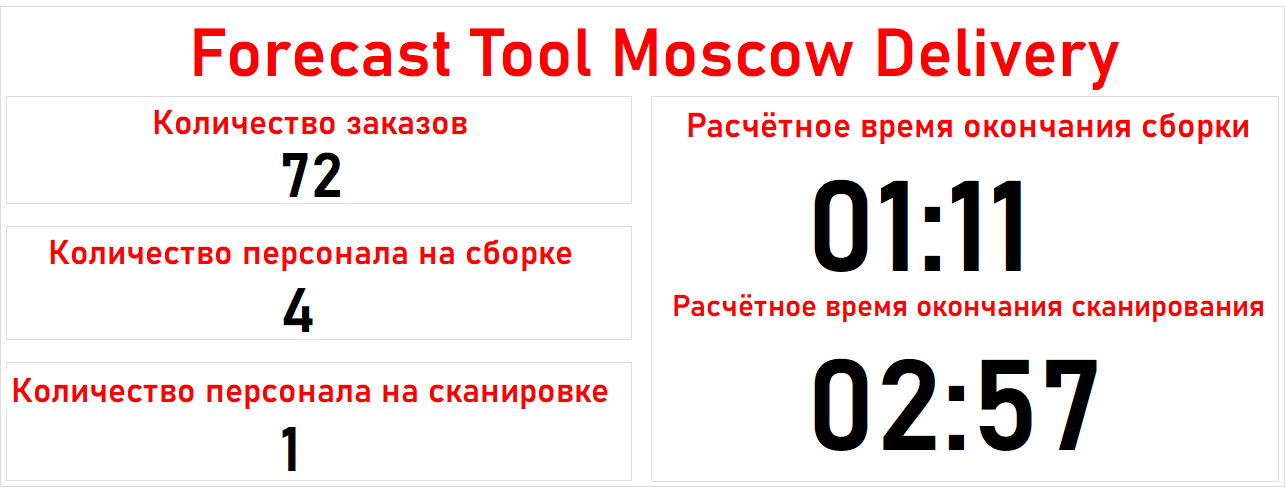 Forecast Tool Moscow Delivery
Количество заказов
72
Количество персонала на сборке
4
Количество персонала на сканировке
1
Расчётное время окончания сборки
01:11
Расчётное время окончания сканирования
02:57